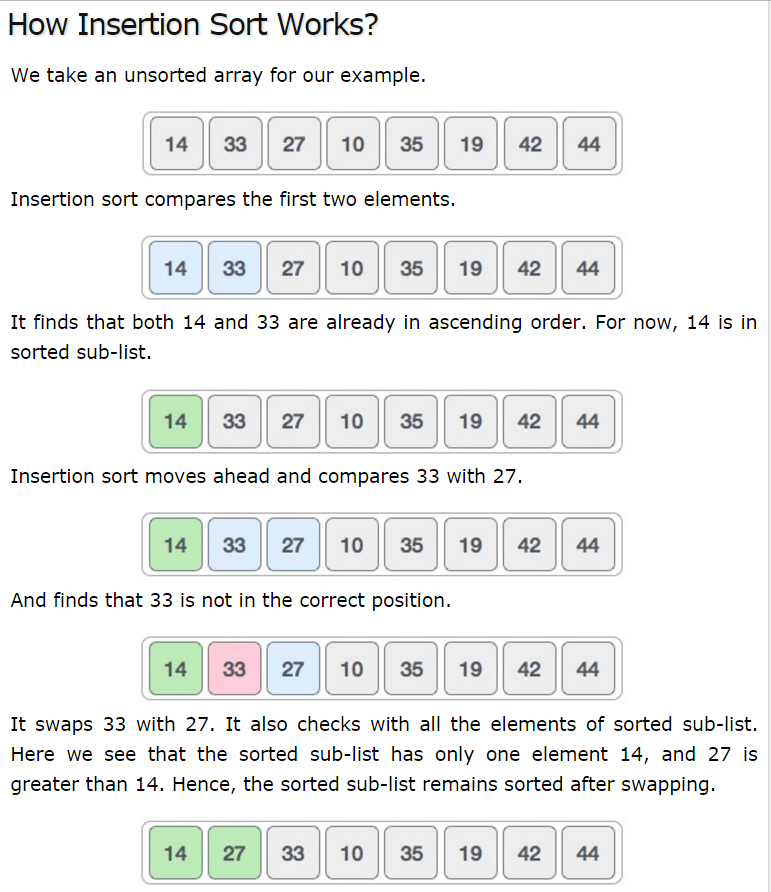 How Insertion Sort Works?
We take an unsorted array for our example.
14 33 27 10 35 19 42 44
Insertion sort compares the first two elements.
14 33 27 10 35 19 42 44
It finds that both 14 and 33 are already in ascending order. For now, 14 is in
sorted sub-list.
14 33 27 10 35 19 42 44
Insertion sort moves ahead and compares 33 with 27.
14 33 27 10 35 19 42 44
And finds that 33 is not in the correct position.
14 33 27 10 35 19 42 44
It swaps 33 with 27. It also checks with all the elements of sorted sub-list.
Here we see that the sorted sub-list has only one element 14, and 27 is
greater than 14. Hence, the sorted sub-list remains sorted after swapping.
14 27 33 10 35 19 42 44